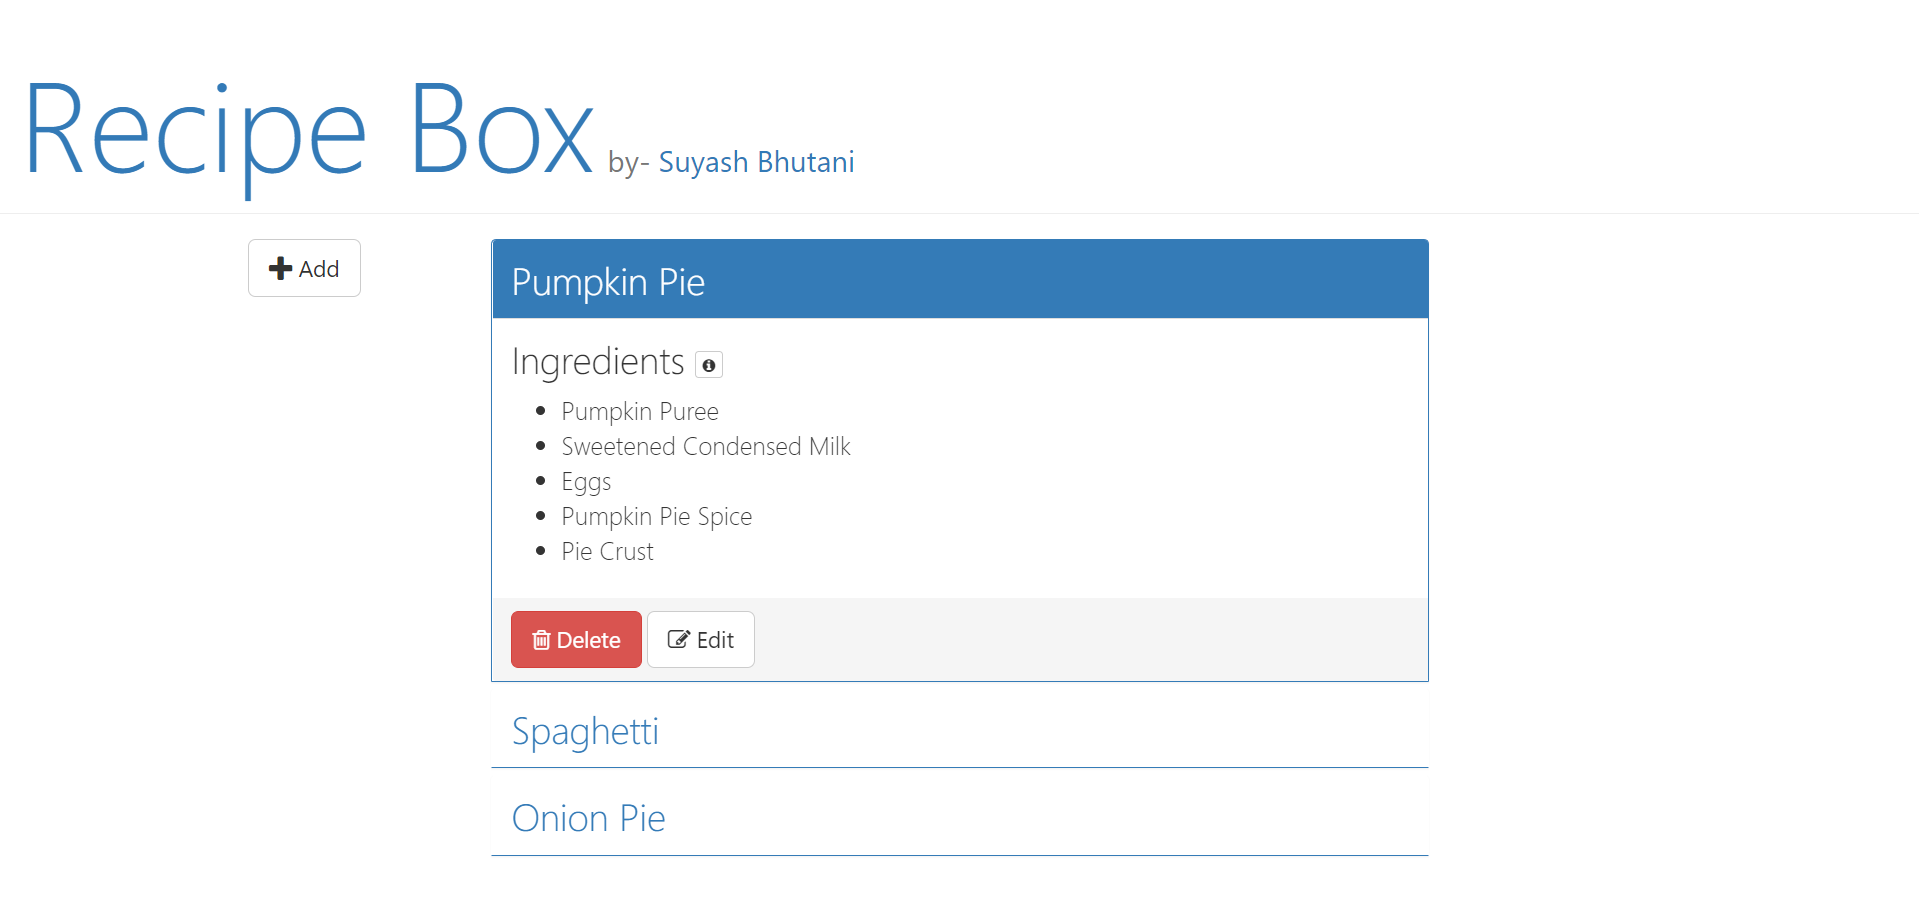 Recipe Box by- Suyash Bhutani
Add
Pumpkin Pie
Ingredients
Pumpkin Puree
Sweetened Condensed Milk
Eggs
Pumpkin Pie Spice
Pie Crust
Delete Edit
Spaghetti
Onion Pie